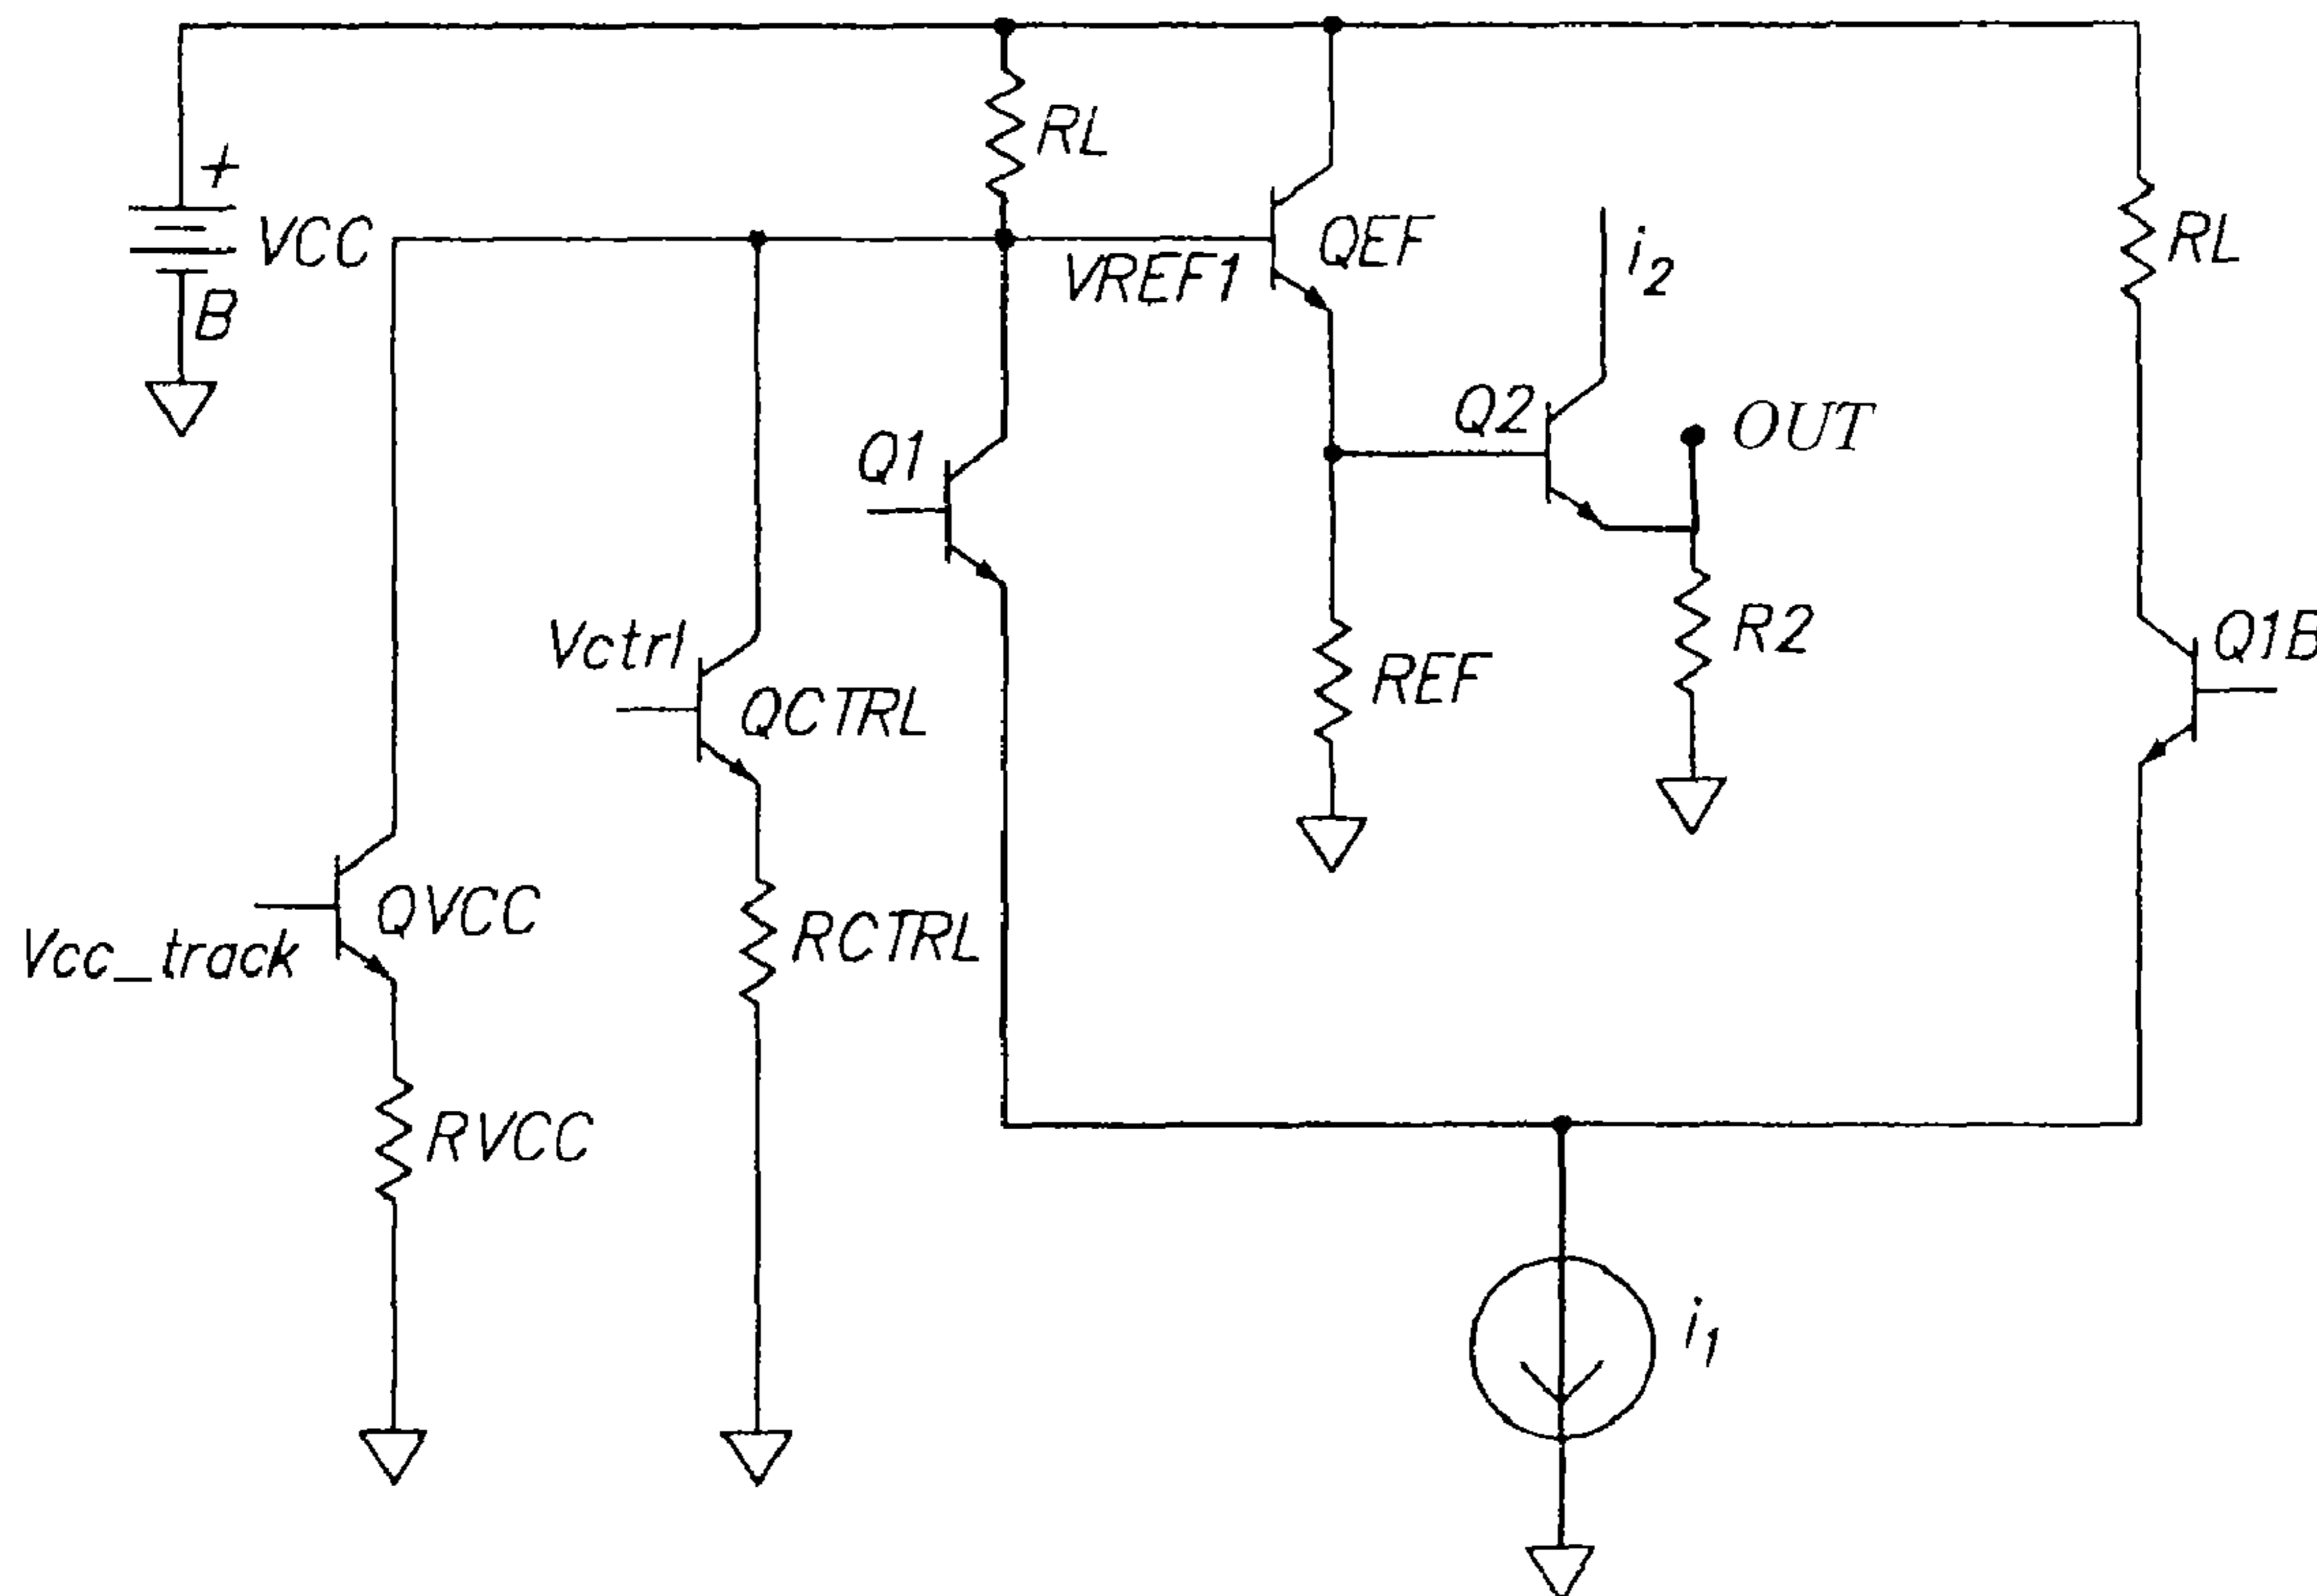 RL
+
VCC
B
VREF1
QEF
i2
RL
Q2
OUT
Q1
Vctrl
QCTRL
REF
R2
Q1B
QVCC
Vcc_track
RCTRL
RVCC
i1